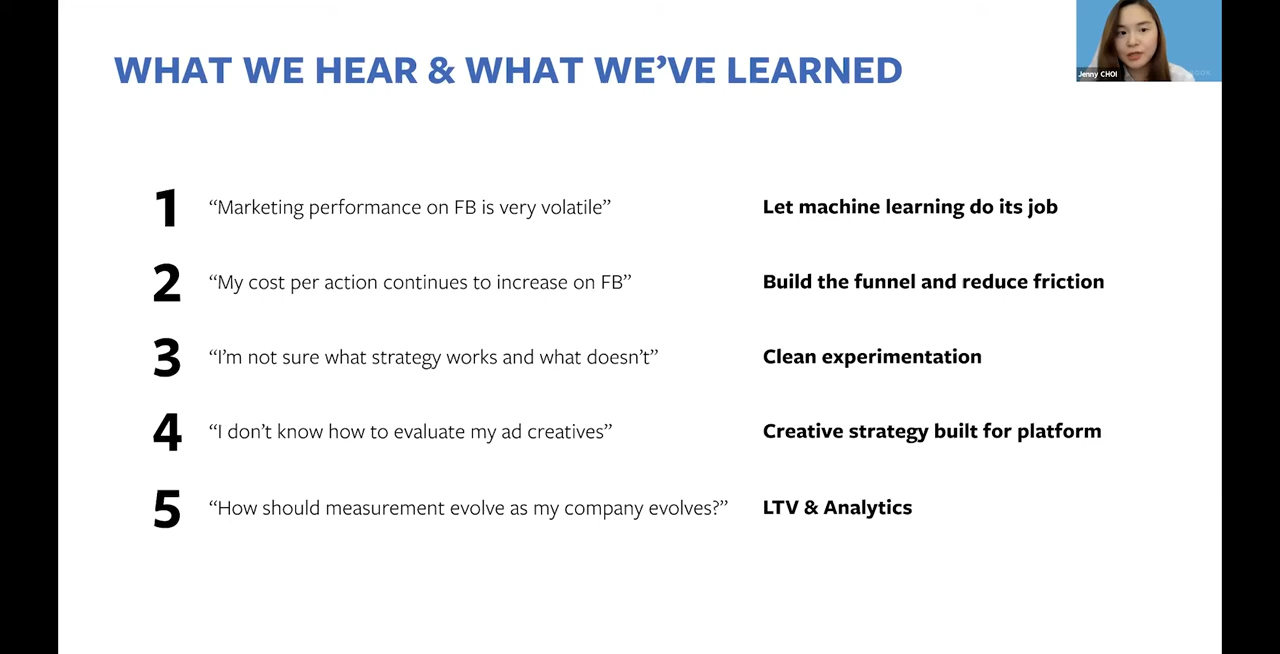 WHAT WE HEAR & WHAT WE’VE LEARNED
Jenny CHOI
1 “Marketing performance on FB is very volatile” Let machine learning do its job
2 “My cost per action continues to increase on FB” Build the funnel and reduce friction
3 “I’m not sure what strategy works and what doesn’t” Clean experimentation
4 “I don’t know how to evaluate my ad creatives” Creative strategy built for platform
5 “How should measurement evolve as my company evolves?” LTV & Analytics